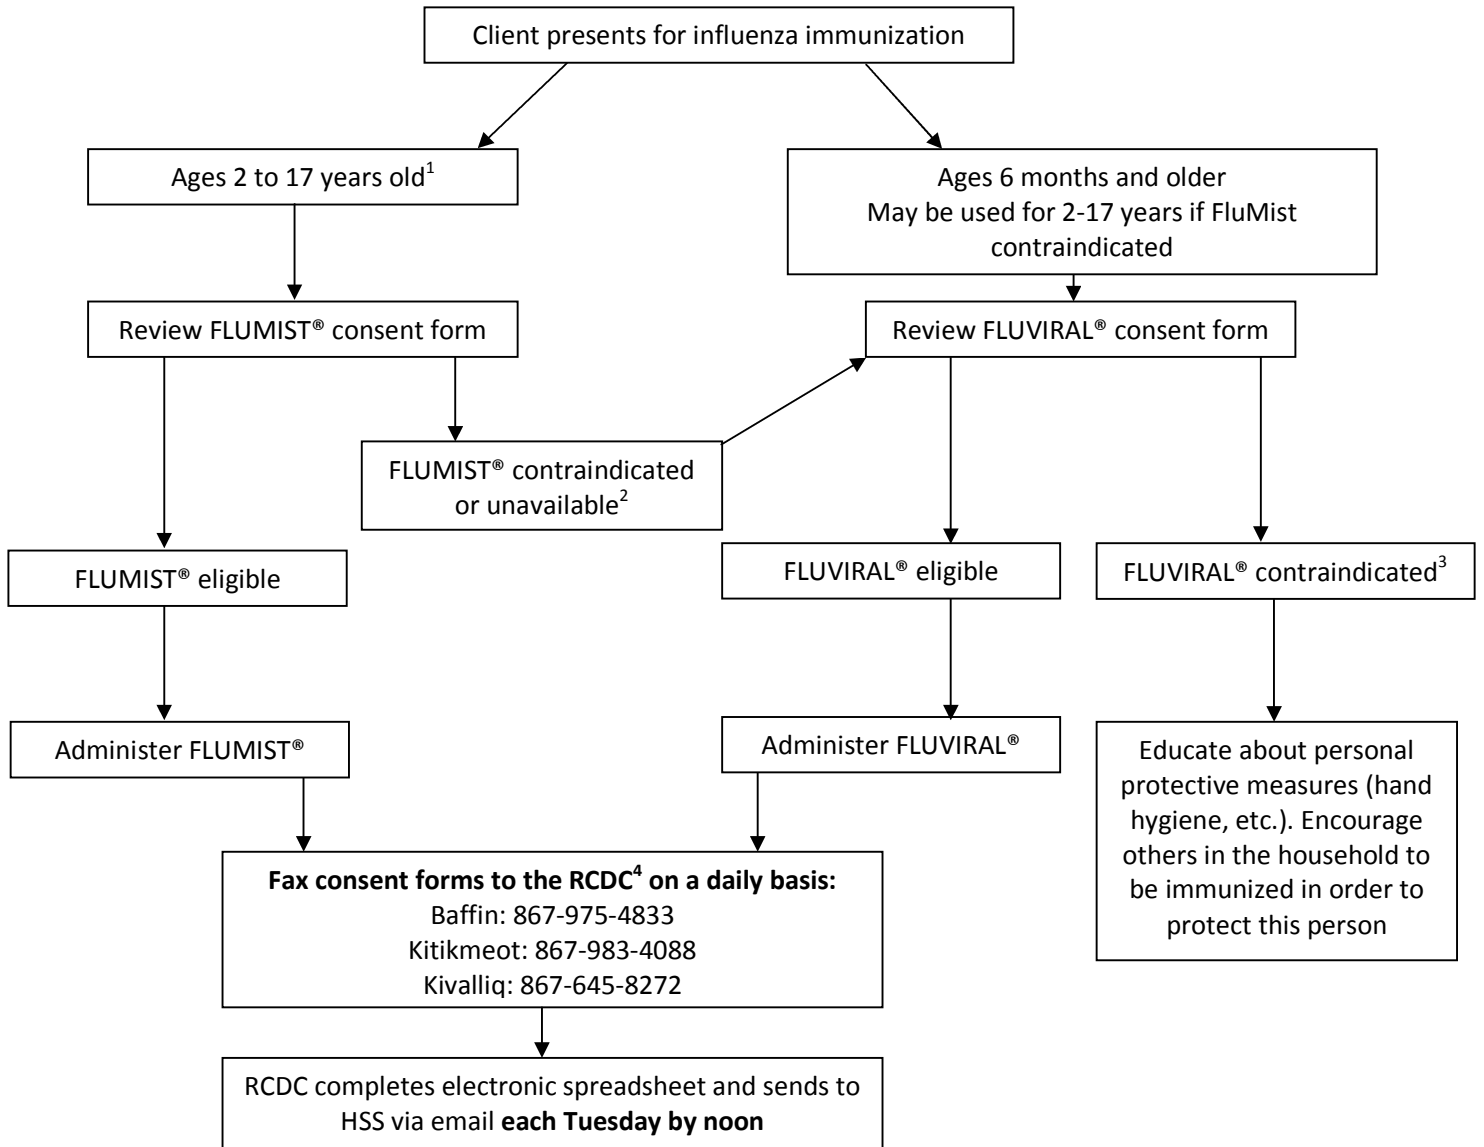 Client presents for influenza immunization
Ages 2 to 17 years old¹
Ages 6 months and older
May be used for 2-17 years if FluMist
contraindicated
Review FLUMIST® consent form
Review FLUVIRAL® consent form
FLUMIST® contraindicated
or unavailable²
FLUMIST® eligible
FLUVIRAL® eligible
FLUVIRAL® contraindicated³
Administer FLUMIST®
Administer FLUVIRAL®
Educate about personal
protective measures (hand
hygiene, etc.). Encourage
others in the household to
be immunized in order to
protect this person
Fax consent forms to the RCDC⁴ on a daily basis:
Baffin: 867-975-4833
Kitikmeot: 867-983-4088
Kivalliq: 867-645-8272
RCDC completes electronic spreadsheet and sends to
HSS via email each Tuesday by noon